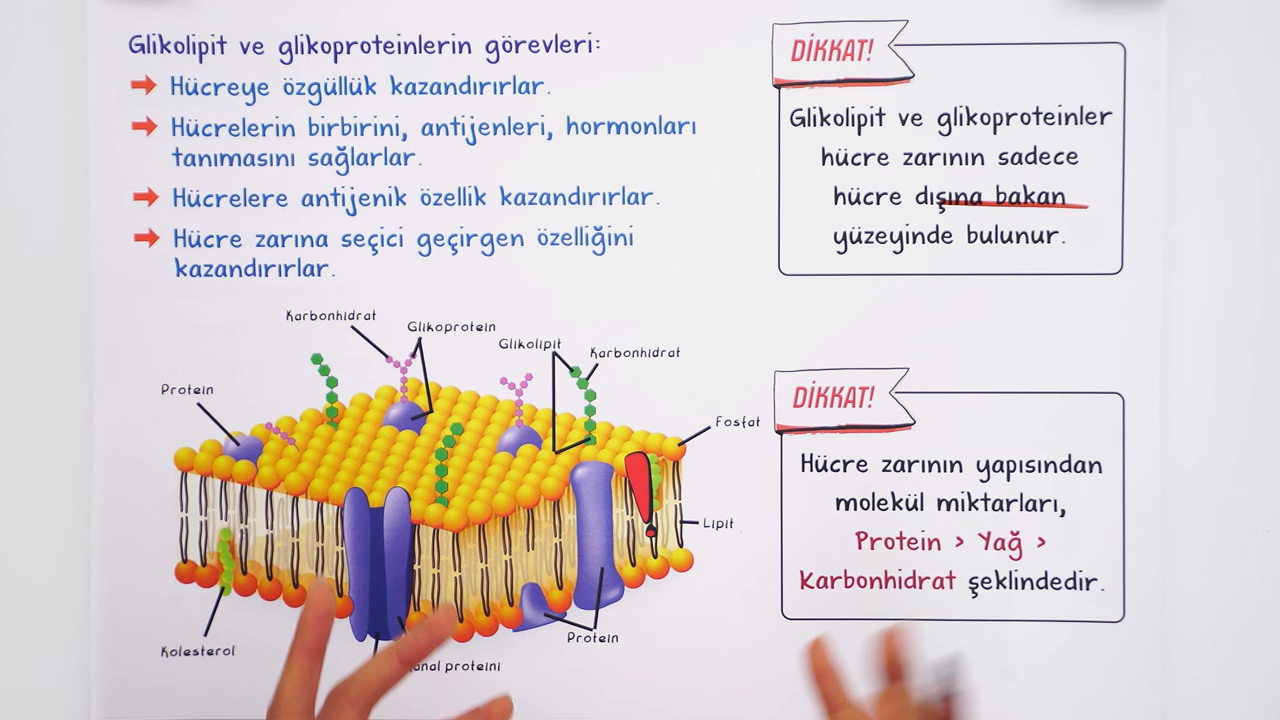 Glikolipit ve glikoproteinlerin görevleri:
Hücreye özgüllük kazandırırlar.
Hücrelerin birbirini, antijenleri, hormonları
tanımasını sağlarlar.
Hücrelere antijenik özellik kazandırırlar.
Hücre zarına seçici geçirgen özelliğini
kazandırırlar.
DİKKAT!
Glikolipit ve glikoproteinler
hücre zarının sadece
hücre dışına bakan
yüzeyinde bulunur.
Karbonhidrat
Glikoprotein
Glikolipit
Karbonhidrat
Protein
Fosfat
Lipit
Protein
Kolesterol
proteini
DİKKAT!
Hücre zarının yapısından
molekül miktarları,
Protein > Yağ >
Karbonhidrat şeklindedir.